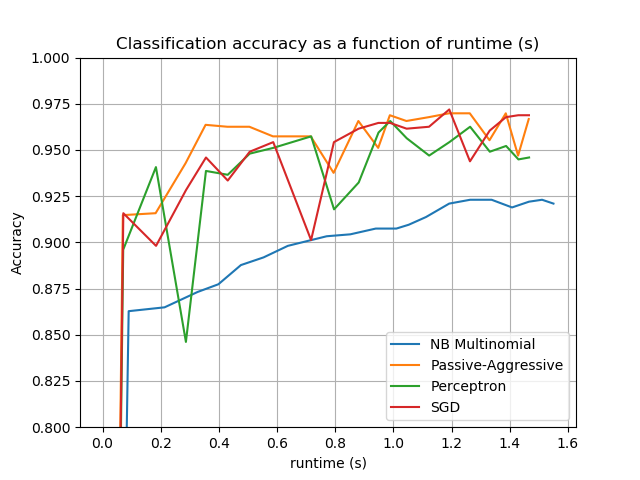 Classification accuracy as a function of runtime (s)
1.000
0.975
0.950
0.925
0.900
0.875
0.850
0.825
0.800
Accuracy
NB Multinomial
Passive-Aggressive
Perceptron
SGD
0.0 0.2 0.4 0.6 0.8 1.0 1.2 1.4 1.6
runtime (s)